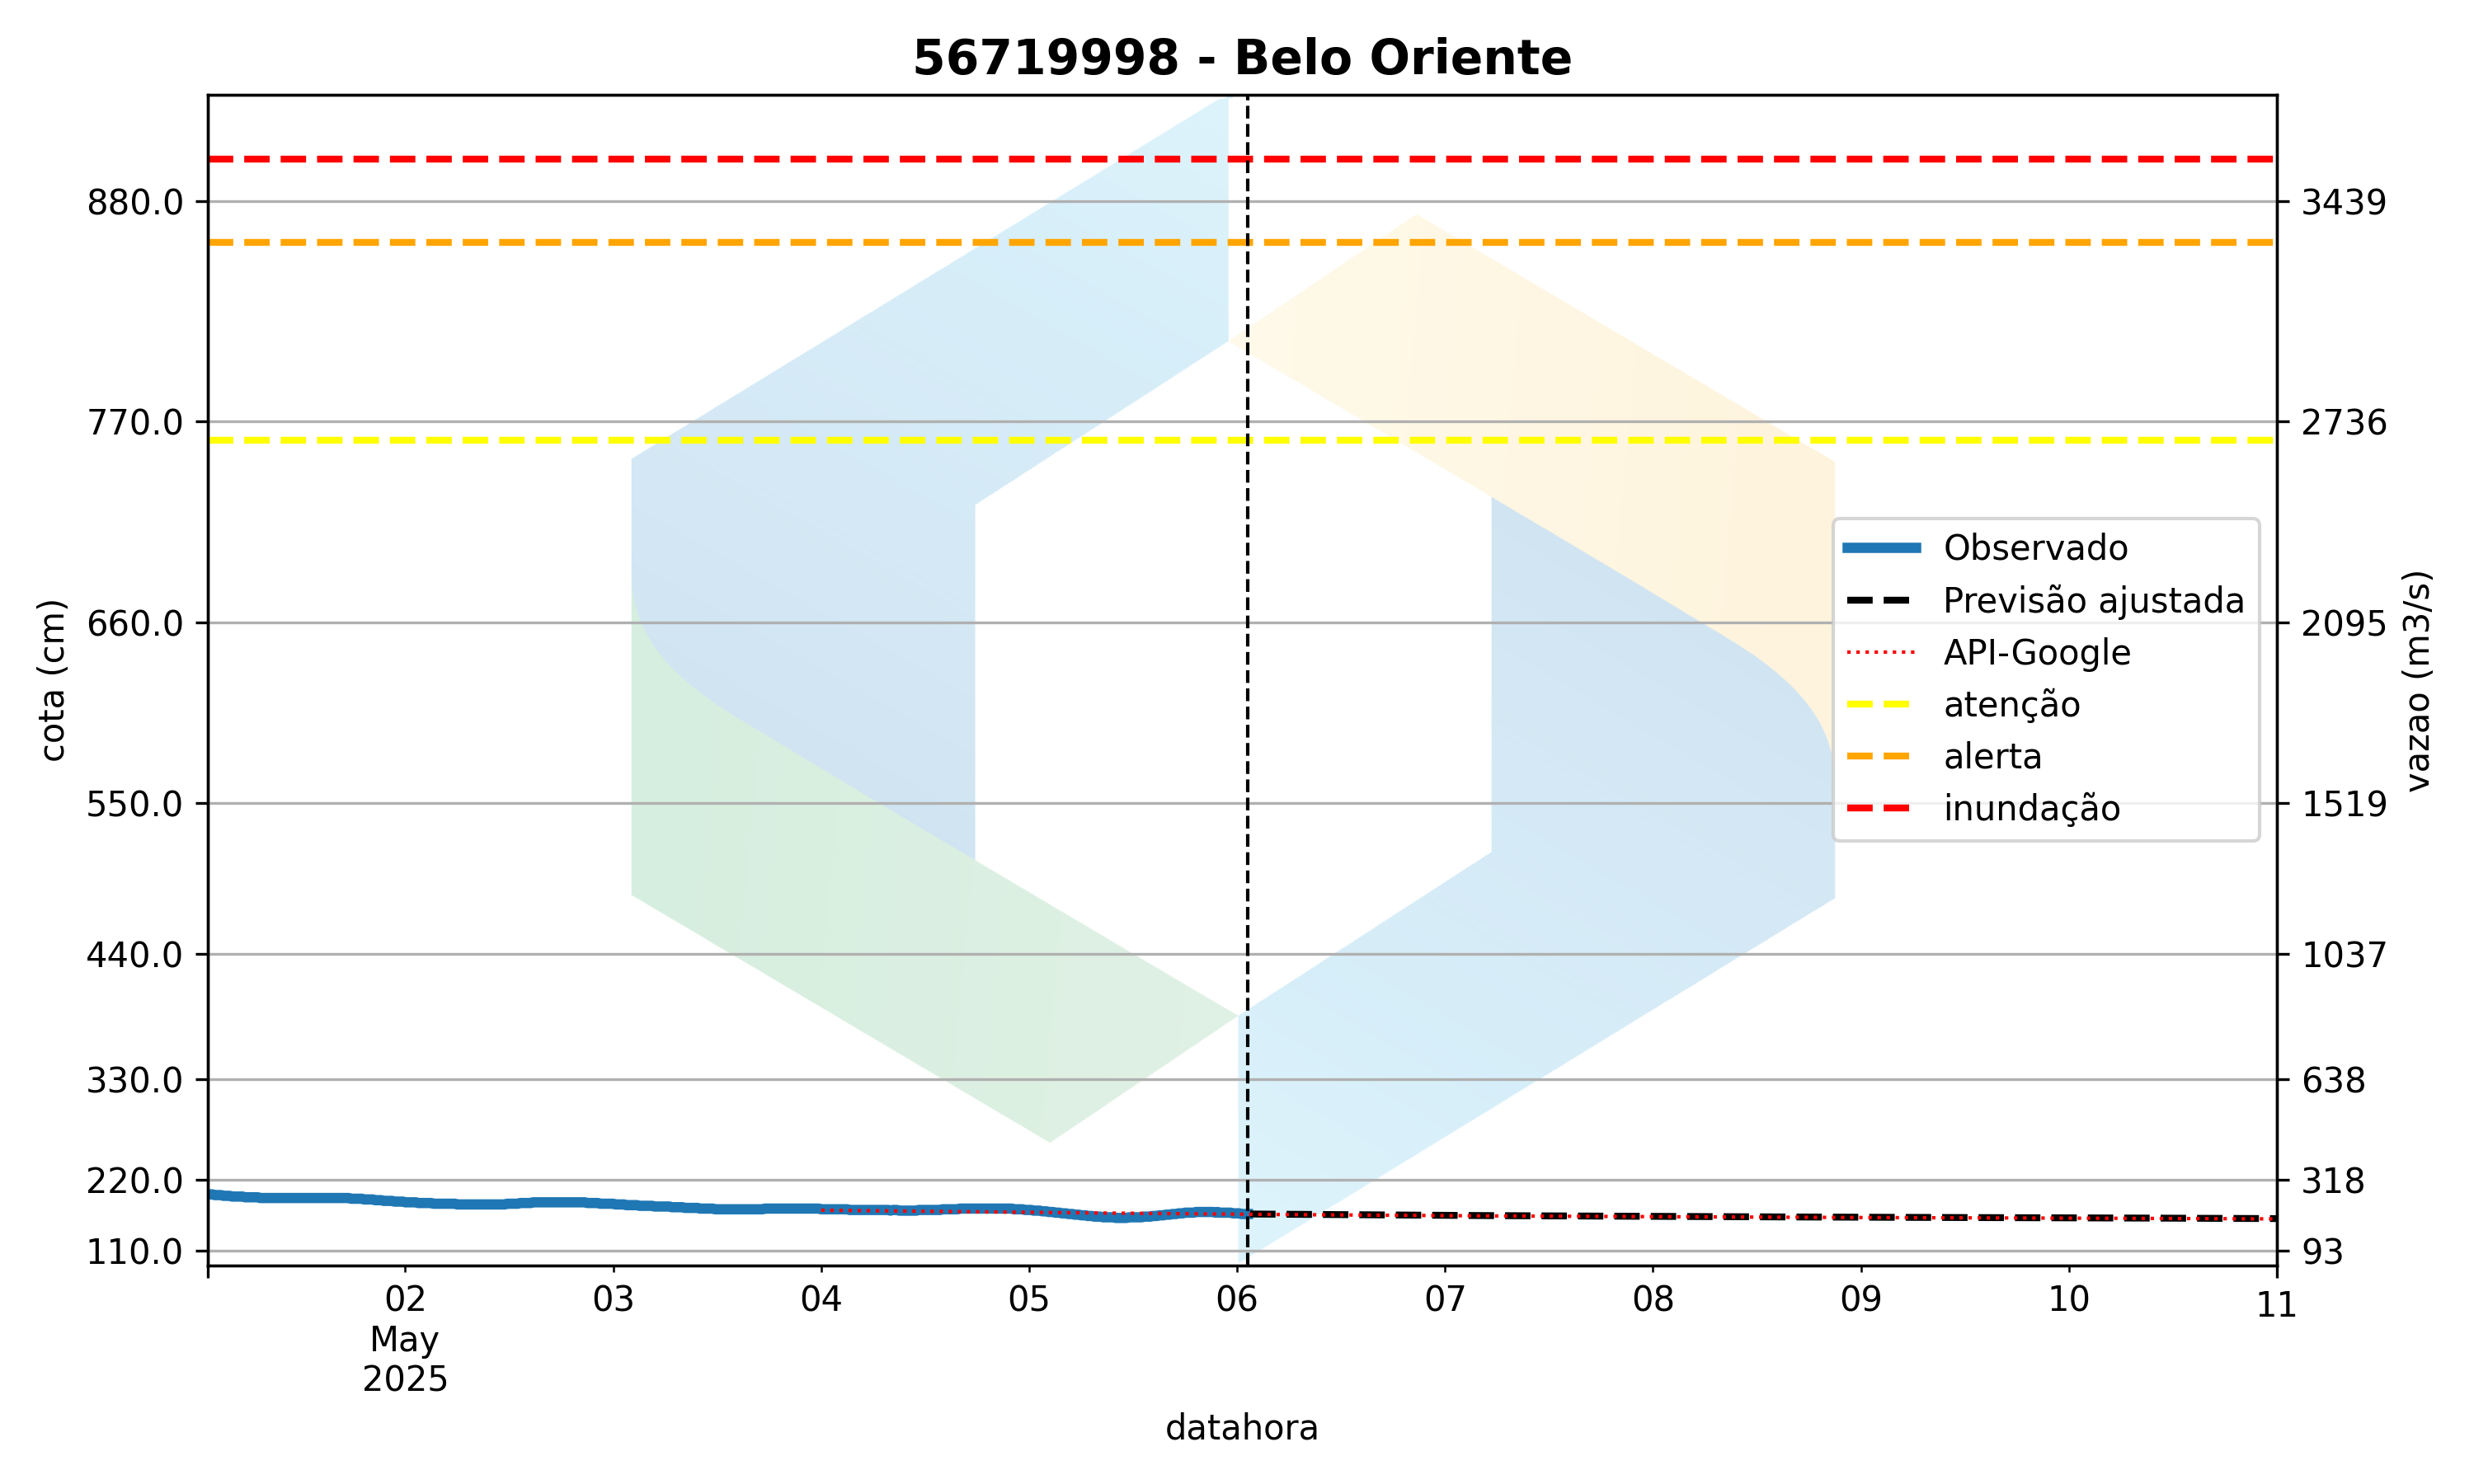 56719998 - Belo Oriente
880.0
770.0
660.0
550.0
440.0
330.0
220.0
110.0
cota (cm)
3439
2736
2095
1519
1037
638
318
93
vazao (m3/s)
Observado
Previsão ajustada
API-Google
atenção
alerta
inundação
02 03 04 05 06 07 08 09 10 11
May
2025
datahora